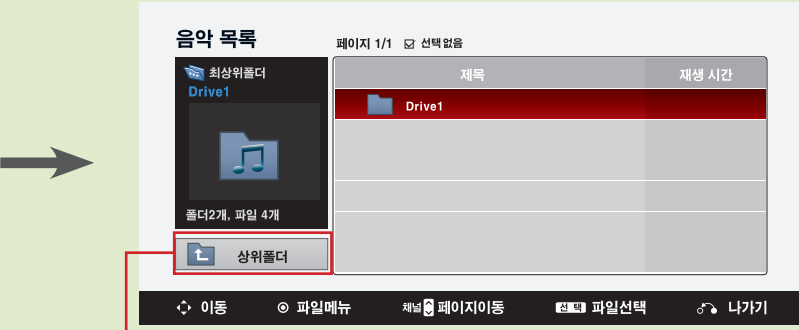 음악 목록
페이지 1/1 ☑ 선택없음
최상위폴더
Drive1
제목 재생 시간
Drive1
폴더2개, 파일 4개
상위폴더
이동 ◉ 파일메뉴 채널 페이지이동 선택 파일선택 나가기